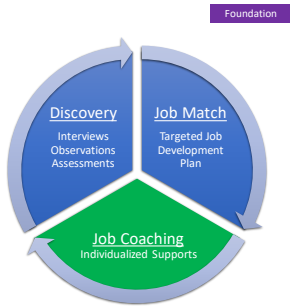 Foundation
Discovery
Interviews
Observations
Assessments
Job Match
Targeted Job
Development
Plan
Job Coaching
Individualized Supports